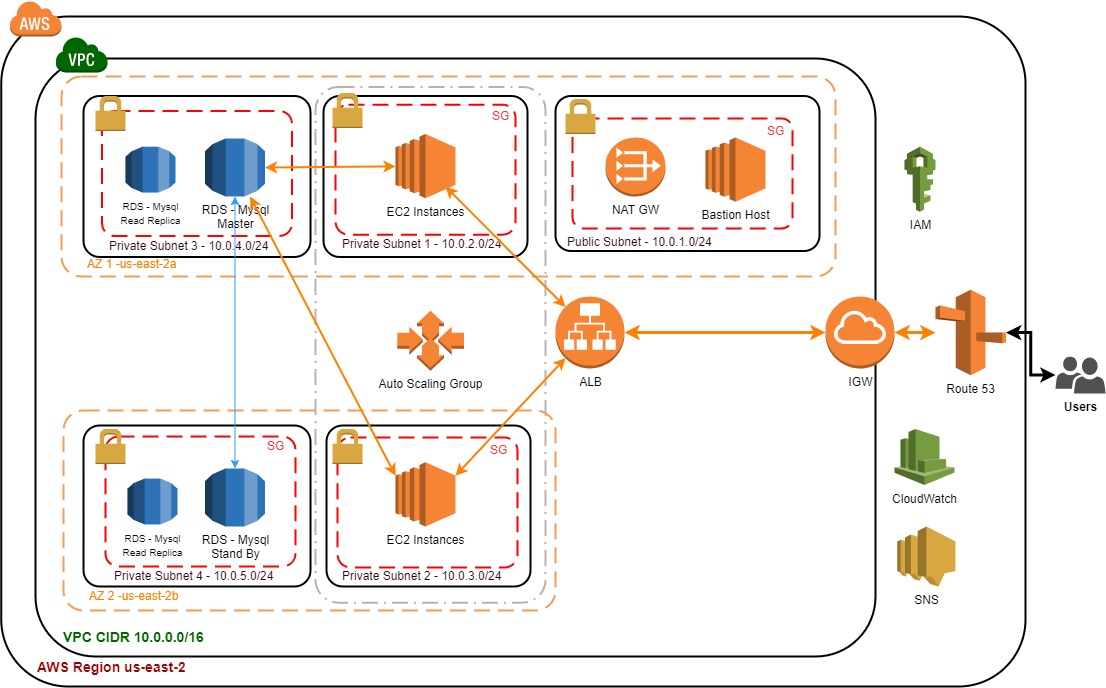 AWS
VPC
SG
SG
RDS - Mysql
Read Replica
RDS - Mysql
Master
EC2 Instances
NAT GW
Bastion Host
Private Subnet 3 - 10.0.4.0/24
Private Subnet 1 - 10.0.2.0/24
Public Subnet - 10.0.1.0/24
AZ 1 -us-east-2a
IAM
Auto Scaling Group
ALB
IGW
Route 53
Users
SG
SG
RDS - Mysql
Read Replica
RDS - Mysql
Stand By
EC2 Instances
Private Subnet 4 - 10.0.5.0/24
Private Subnet 2 - 10.0.3.0/24
AZ 2 -us-east-2b
CloudWatch
SNS
VPC CIDR 10.0.0.0/16
AWS Region us-east-2